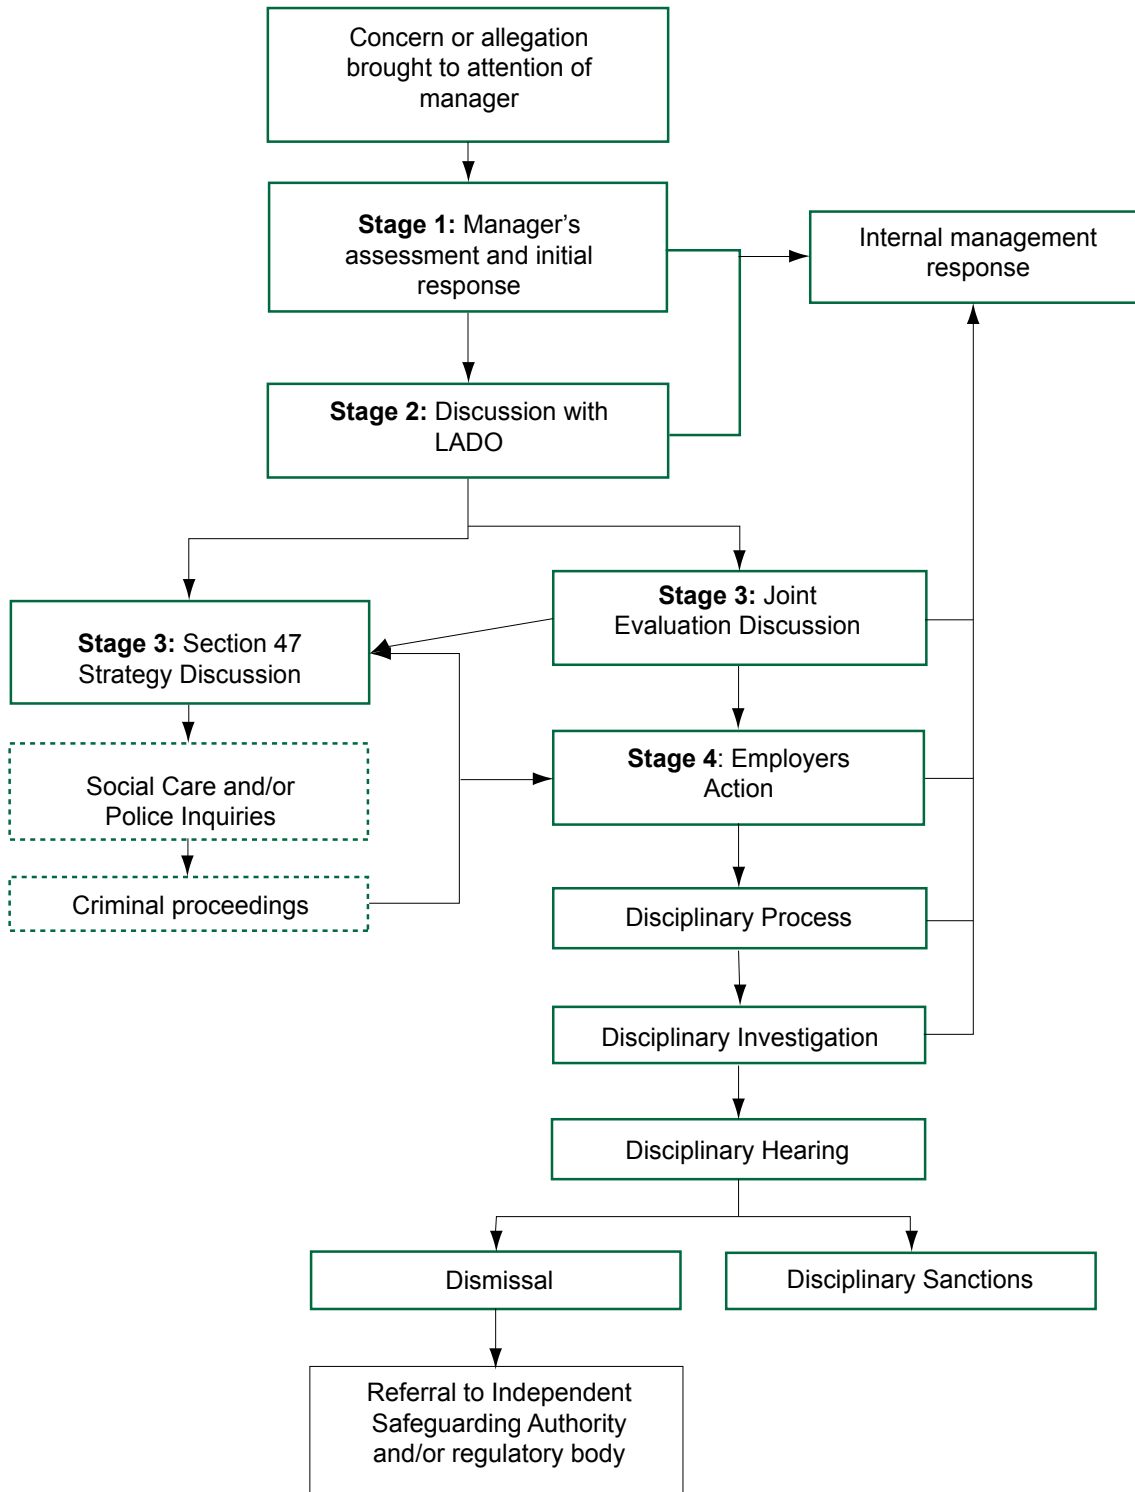 Concern or allegation
brought to attention of
manager
Stage 1: Manager’s
assessment and initial
response
Internal management
response
Stage 2: Discussion with
LADO
Stage 3: Section 47
Strategy Discussion
Stage 3: Joint
Evaluation Discussion
Social Care and/or
Police Inquiries
Stage 4: Employers
Action
Criminal proceedings
Disciplinary Process
Disciplinary Investigation
Disciplinary Hearing
Dismissal
Disciplinary Sanctions
Referral to Independent
Safeguarding Authority
and/or regulatory body